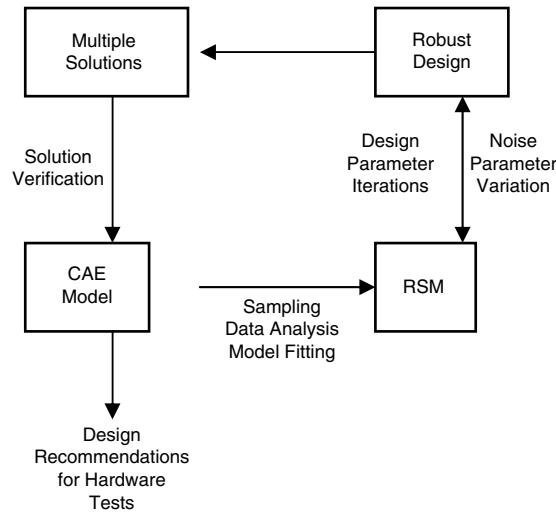 Multiple
Solutions
Robust
Design
Solution
Verification
Design
Parameter
Iterations
Noise
Parameter
Variation
CAE
Model
RSM
Sampling
Data Analysis
Model Fitting
Design
Recommendations
for Hardware
Tests